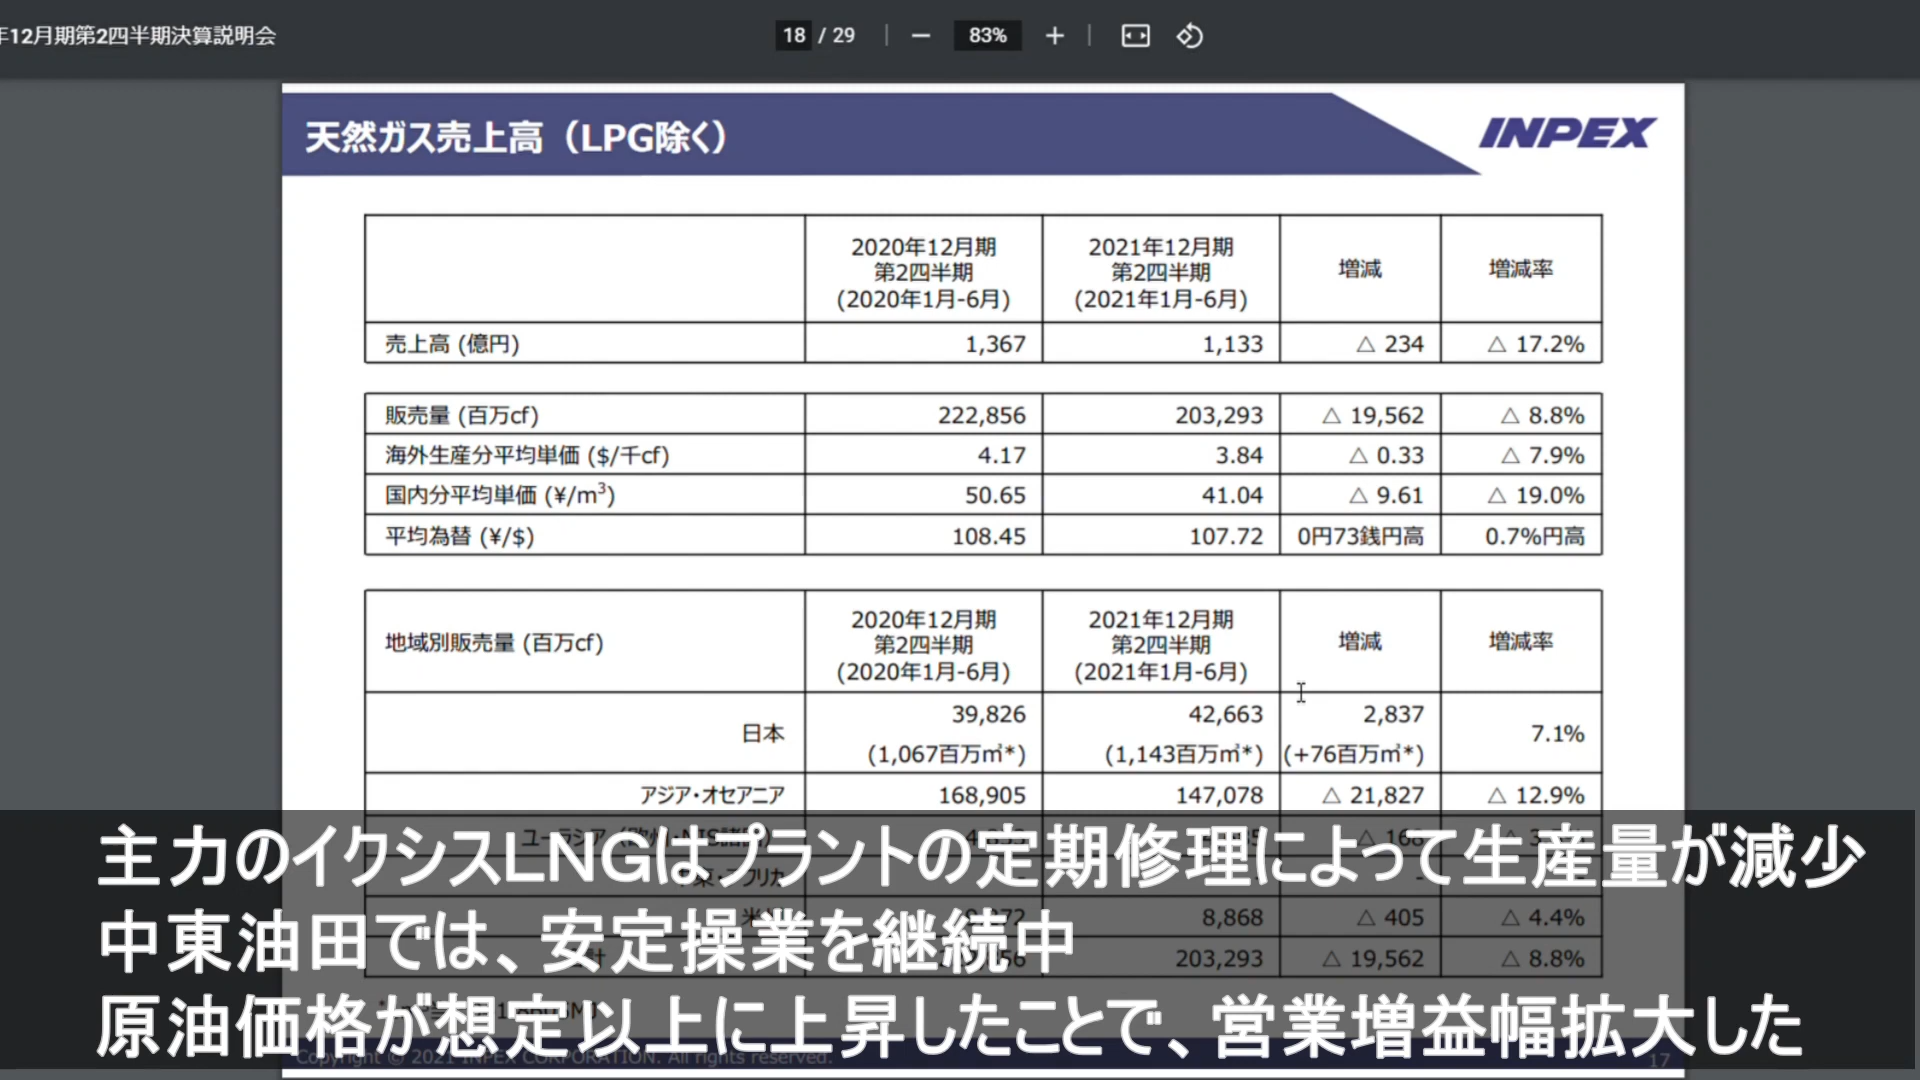 年12月期第2四半期決算説明会
18 / 29
83%
天然ガス売上高（LPG除く）
INPEX
2020年12月期 第2四半期 (2020年1月-6月) 2021年12月期 第2四半期 (2021年1月-6月) 増減 増減率
売上高 (億円) 1,367 1,133 △ 234 △ 17.2%
販売量 (百万cf) 222,856 203,293 △ 19,562 △ 8.8%
海外生産分平均単価 ($/千cf) 4.17 3.84 △ 0.33 △ 7.9%
国内分平均単価 (¥/m³) 50.65 41.04 △ 9.61 △ 19.0%
平均為替 (¥/$) 108.45 107.72 0円73銭円高 0.7%円高
地域別販売量 (百万cf) 2020年12月期 第2四半期 (2020年1月-6月) 2021年12月期 第2四半期 (2021年1月-6月) 増減 増減率
日本 39,826 42,663 2,837 7.1%
(1,067百万㎥*) (1,143百万㎥*) (+76百万㎥*)
アジア・オセアニア 168,905 147,078 △ 21,827 △ 12.9%
8,868 △ 405 △ 4.4%
203,293 △ 19,562 △ 8.8%
主力のイクシスLNGはプラントの定期修理によって生産量が減少
中東油田では、安定操業を継続中
原油価格が想定以上に上昇したことで、営業増益幅拡大した
Copyright © 2021 INPEX CORPORATION. All rights reserved.
17